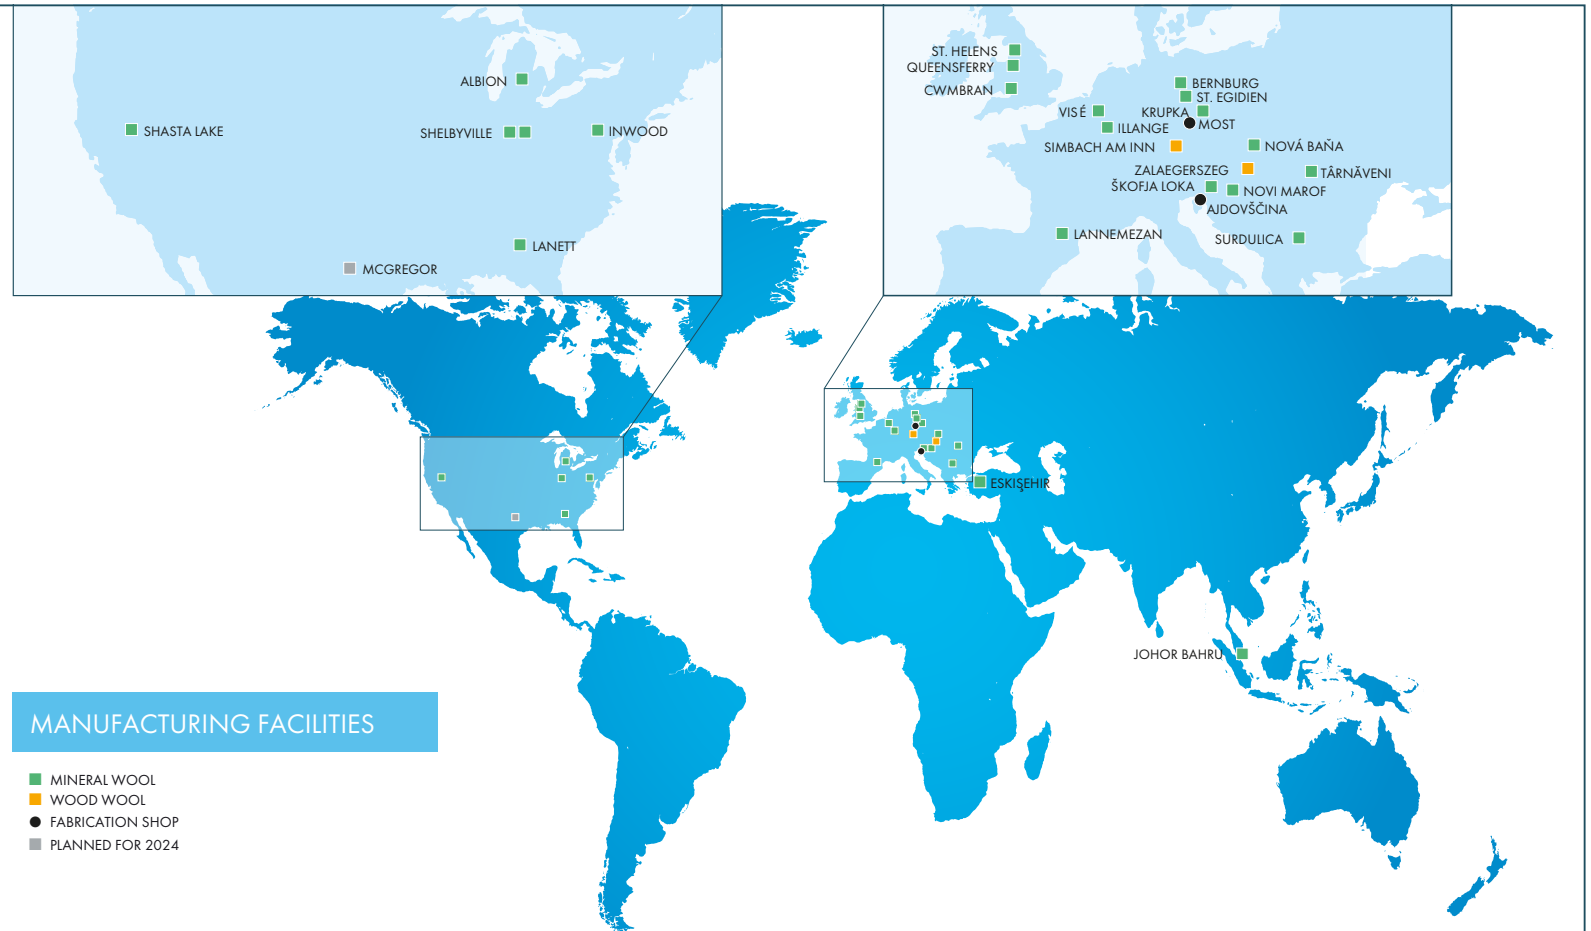 ALBION
SHASTA LAKE
SHELBYVILLE
INWOOD
LANETT
MCGREGOR
ST. HELENS
QUEENSFERRY
CWMBRAN
BERNBURG
ST. EGIDIEN
VISÉ
KRUPKA
ILLANGE
MOST
SIMBACH AM INN
NOVÁ BAŇA
ZALAEGERSZEG
TÂRNĂVENI
ŠKOFJA LOKA
NOVI MAROF
AJDOVŠČINA
LANNEMEZAN
SURDULICA
ESKIŞEHIR
JOHOR BAHRU
MANUFACTURING FACILITIES
MINERAL WOOL
WOOD WOOL
FABRICATION SHOP
PLANNED FOR 2024